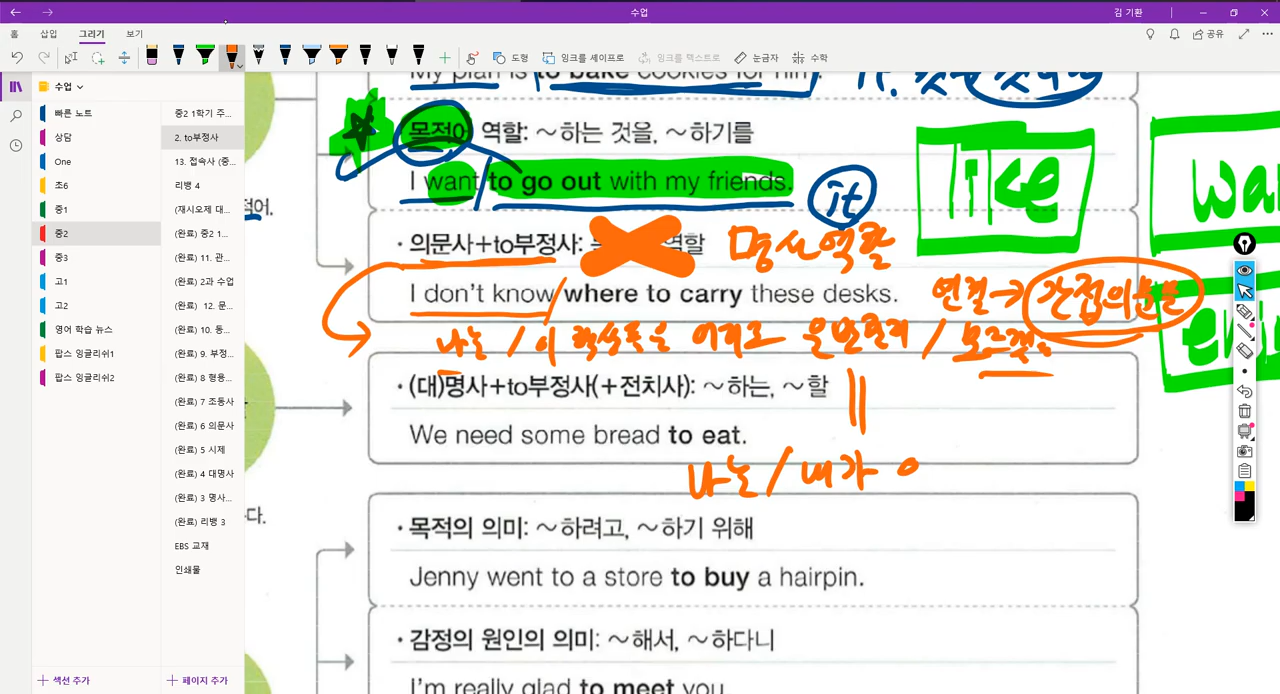 수업
김 기환
홈 삽입 그리기 보기
공유
도형 잉크를 셰이프로 잉크를 텍스트로 눈금자 수학
수업
빠른 노트
상담
One
초6
중1
중2
중3
고1
고2
영어 학습 뉴스
팝스 잉글리쉬1
팝스 잉글리쉬2
섹션 추가
중2 1학기 주...
2. to부정사
13. 접속사 (중...
리뱅 4
(재시오제 대...
(완료) 중2 1...
(완료) 11. 관...
(완료) 2과 수업
(완료) 12. 문...
(완료) 10. 동...
(완료) 9. 부정...
(완료) 8 형용...
(완료) 7 조동사
(완료) 6 의문사
(완료) 5 시제
(완료) 4 대명사
(완료) 3 명사...
(완료) 리뱅 3
EBS 교재
인쇄물
페이지 추가
My plan is to bake cookies for him.
목적어 역할: ~하는 것을, ~하기를
I want to go out with my friends.
it
like
· 의문사+to부정사: 역할
명사역할
I don't know where to carry these desks.
연결→ 간접의문문
나는 / 이 책상들을 어디로 운반할지 / 모르겠
· (대)명사+to부정사(+전치사): ~하는, ~할
We need some bread to eat.
나는 / 내가
· 목적의 의미: ~하려고, ~하기 위해
Jenny went to a store to buy a hairpin.
· 감정의 원인의 의미: ~해서, ~하다니
I'm really glad to meet you